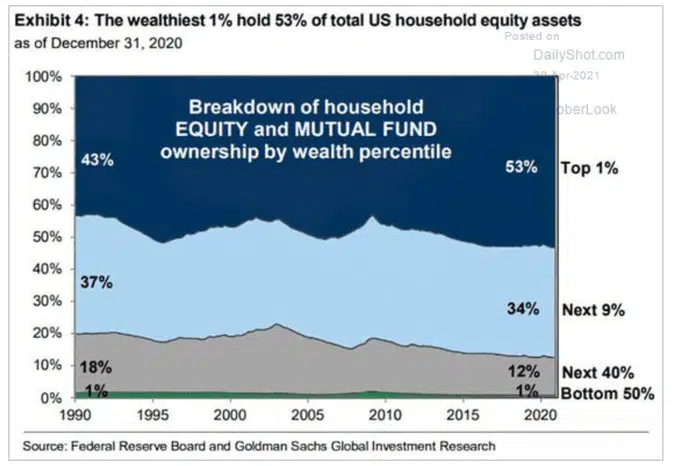 Exhibit 4: The wealthiest 1% hold 53% of total US household equity assets
as of December 31, 2020
Posted on
DailyShot.com
-Apr-2021
oberLook
100%
90%
80%
70%
60%
50%
40%
30%
20%
10%
0%
Breakdown of household
EQUITY and MUTUAL FUND
ownership by wealth percentile
43%
53%
Top 1%
37%
34%
Next 9%
18%
12%
Next 40%
1%
1%
Bottom 50%
1990
1995
2000
2005
2010
2015
2020
Source: Federal Reserve Board and Goldman Sachs Global Investment Research